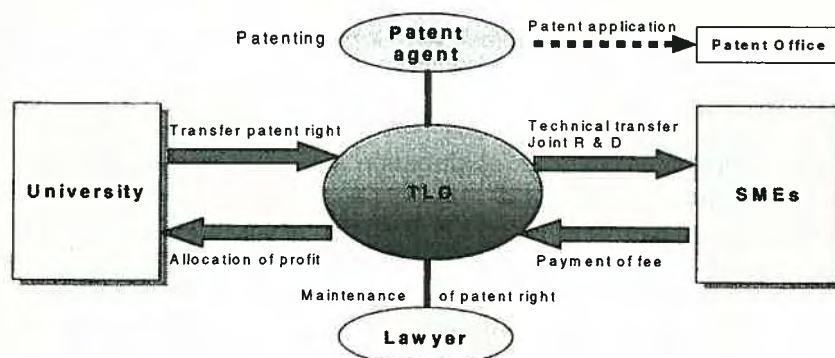 Patenting
Patent
agent
Patent application
Patent Office
Transfer patent right
Technical transfer
Joint R & D
University
TLO
SMEs
Allocation of profit
Payment of fee
Maintenance of patent right
Lawyer